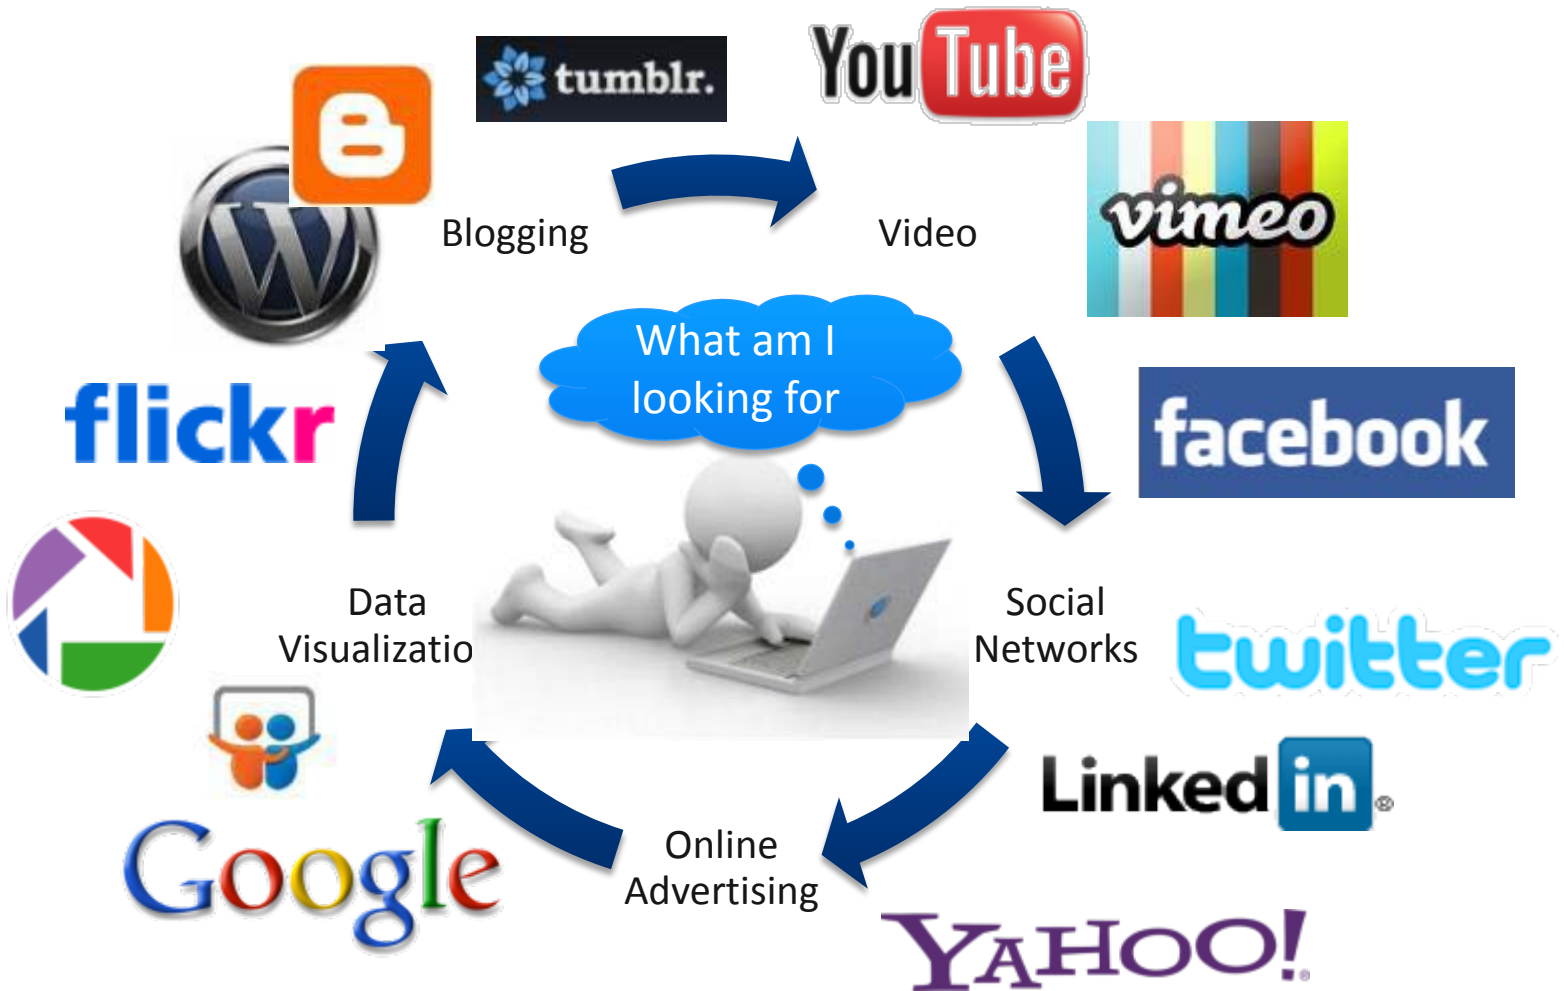 tumblr.
YouTube
B
W
Blogging
Video
vimeo
What am I
looking for
flickr
facebook
Data
Visualizatio
Social
Networks
twitter
Linked in ®
Google
Online
Advertising
YAHOO! ®